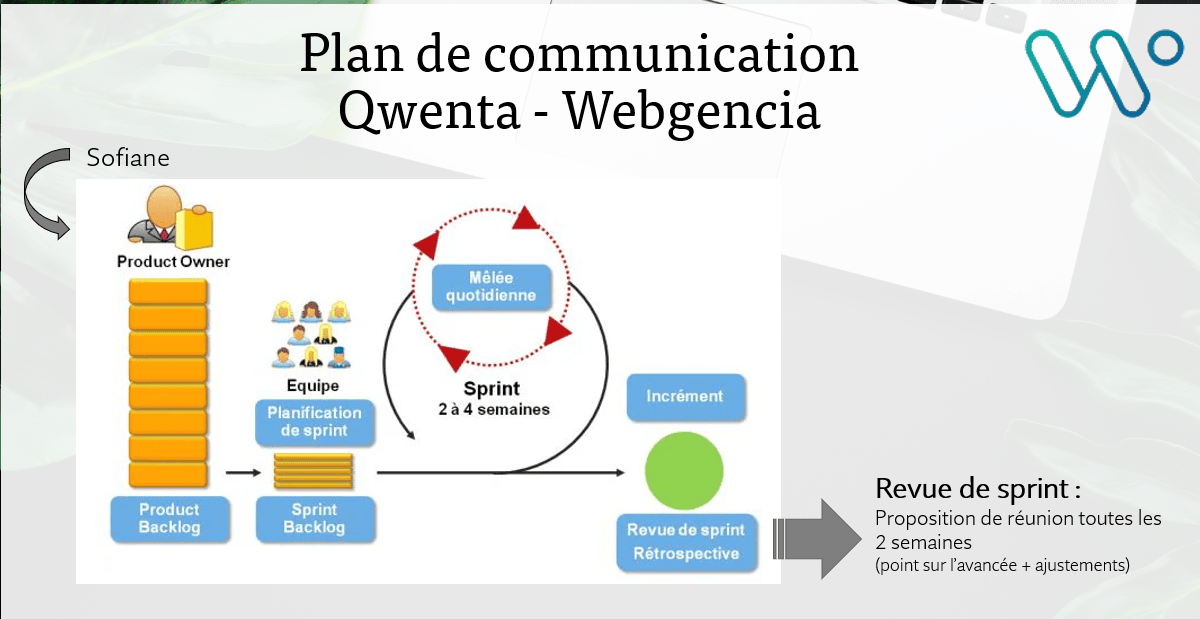 Plan de communication
Qwenta - Webgencia
Sofiane
Product Owner
Mêlée
quotidienne
Equipe
Sprint
2 à 4 semaines
Planification
de sprint
Incrément
Product
Backlog
Sprint
Backlog
Revue de sprint
Rétrospective
Revue de sprint :
Proposition de réunion toutes les
2 semaines
(point sur l'avancée + ajustements)